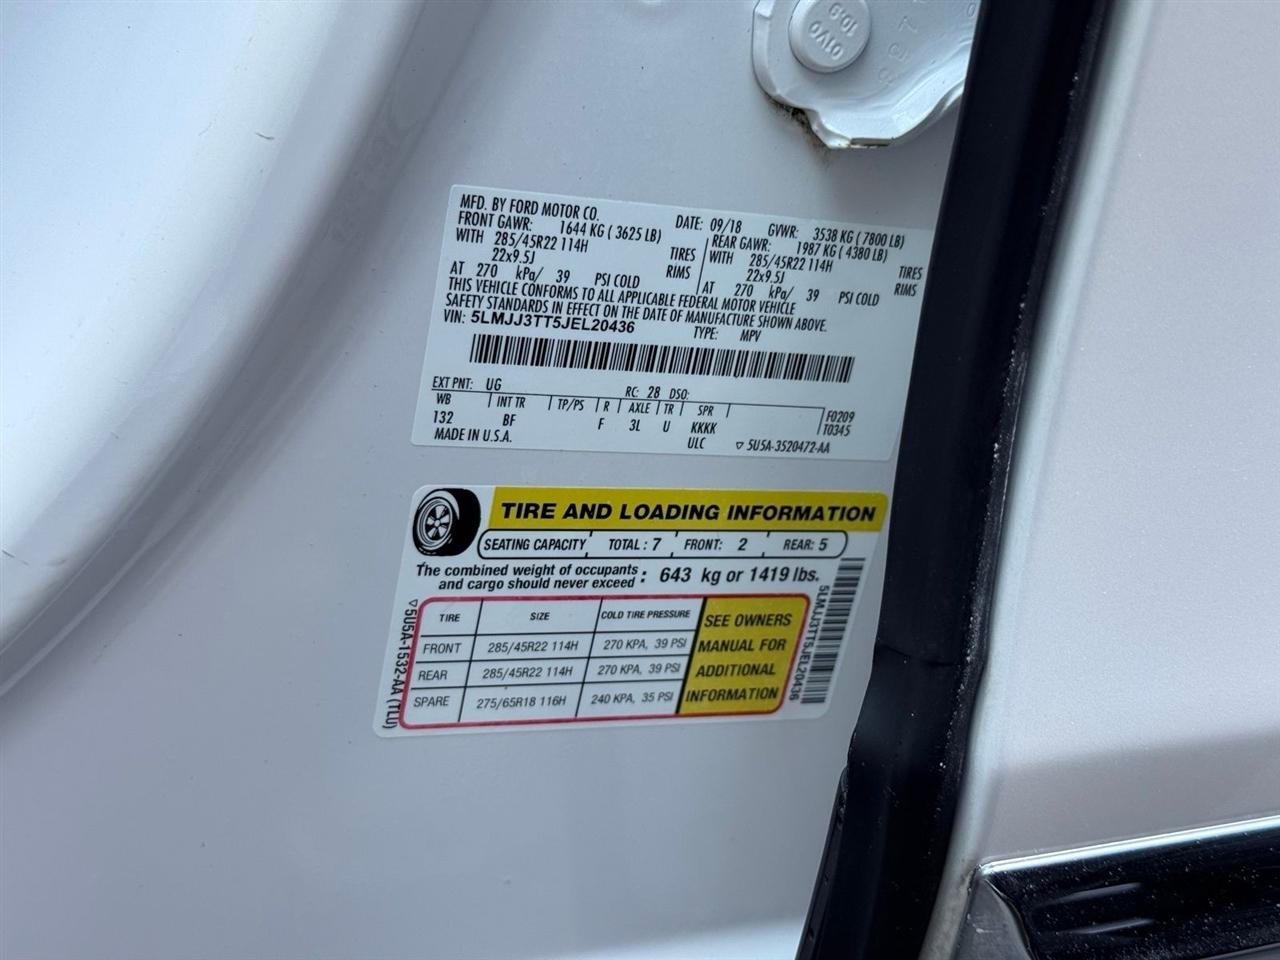 10.9
OVO
MFD. BY FORD MOTOR CO.
DATE: 09/18 GVWR: 3538 KG ( 7800 LB)
FRONT GAWR: 1644 KG ( 3625 LB) REAR GAWR: 1987 KG ( 4380 LB)
WITH 285/45R22 114H TIRES WITH 285/45R22 114H TIRES
22x9.5J RIMS 22x9.5J RIMS
AT 270 kPa/ 39 PSI COLD AT 270 kPa/ 39 PSI COLD
THIS VEHICLE CONFORMS TO ALL APPLICABLE FEDERAL MOTOR VEHICLE
SAFETY STANDARDS IN EFFECT ON THE DATE OF MANUFACTURE SHOWN ABOVE.
VIN: 5LMJJ3TT5JEL20436 TYPE: MPV
EXT PNT: UG RC: 28 DSO:
WB INT TR TP/PS R AXLE TR SPR F0209
132 BF F 3L U KKKK T0345
MADE IN U.S.A. ULC ▽ 5U5A-3520472-AA
TIRE AND LOADING INFORMATION
SEATING CAPACITY TOTAL : 7 FRONT: 2 REAR: 5
The combined weight of occupants
and cargo should never exceed : 643 kg or 1419 lbs.
TIRE SIZE COLD TIRE PRESSURE
FRONT 285/45R22 114H 270 KPA, 39 PSI
REAR 285/45R22 114H 270 KPA, 39 PSI
SPARE 275/65R18 116H 240 KPA, 35 PSI
SEE OWNERS
MANUAL FOR
ADDITIONAL
INFORMATION
▽5U5A-1532-AA (TLU)
5LMJJ3TT5JEL20436